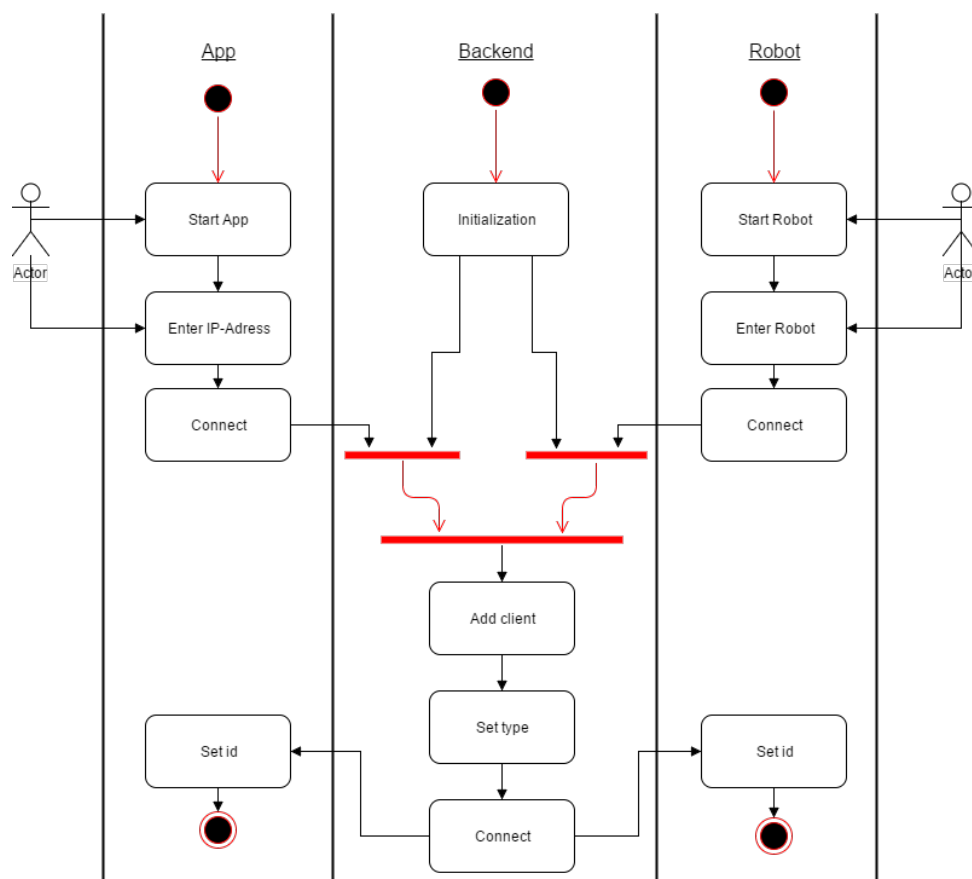 App
Backend
Robot
Start App
Initialization
Start Robot
Actor
Acto
Enter IP-Adress
Enter Robot
Connect
Connect
Add client
Set type
Set id
Set id
Connect